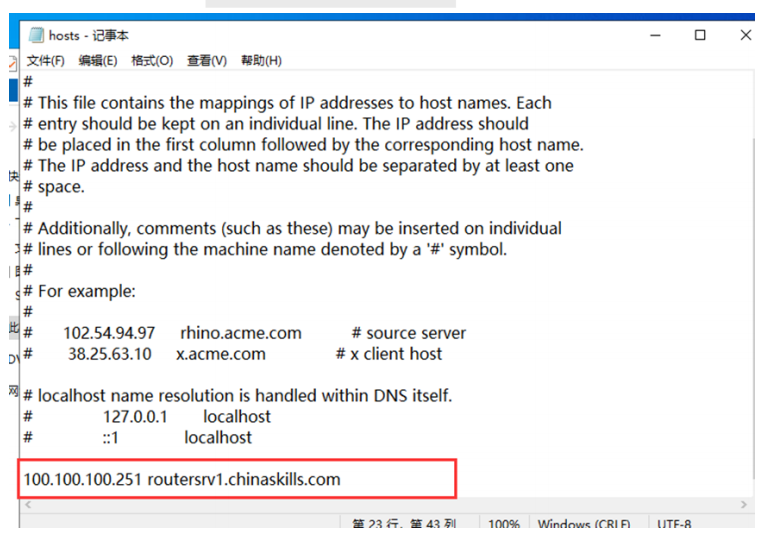 hosts - 记事本
文件(F) 编辑(E) 格式(O) 查看(V) 帮助(H)
#
# This file contains the mappings of IP addresses to host names. Each
# entry should be kept on an individual line. The IP address should
# be placed in the first column followed by the corresponding host name.
# The IP address and the host name should be separated by at least one
# space.
#
# Additionally, comments (such as these) may be inserted on individual
# lines or following the machine name denoted by a '#' symbol.
#
# For example:
#
# 102.54.94.97 rhino.acme.com # source server
# 38.25.63.10 x.acme.com # x client host

# localhost name resolution is handled within DNS itself.
# 127.0.0.1 localhost
# ::1 localhost

100.100.100.251 routersrv1.chinaskills.com
第 23 行，第 43 列 100% Windows (CRLF) UTF-8